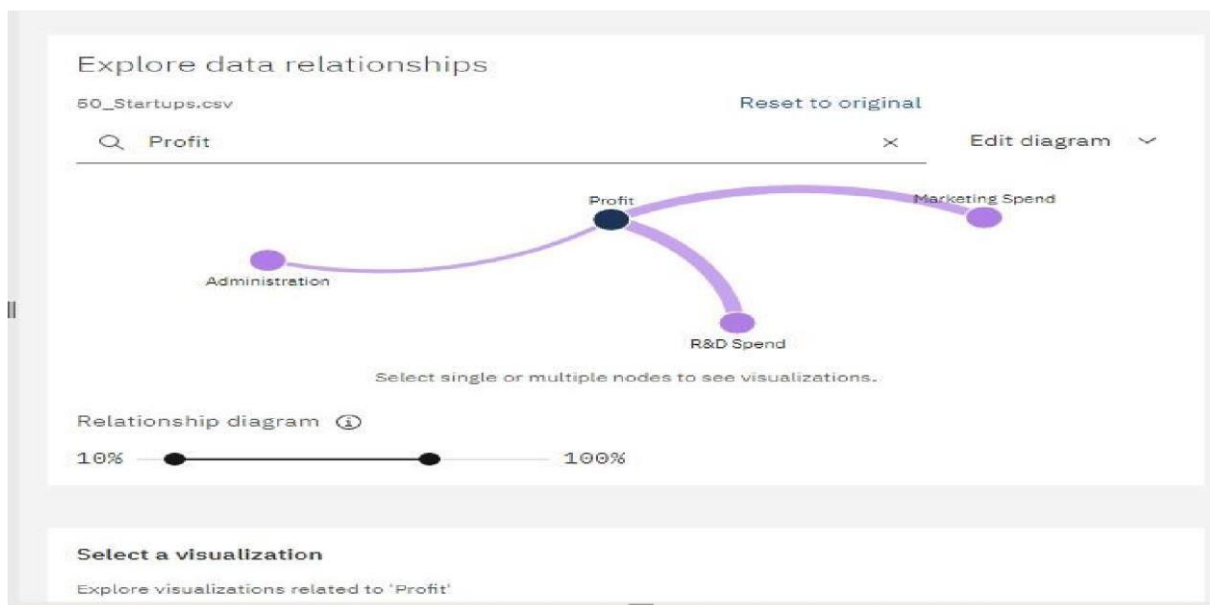 Explore data relationships
50_Startups.csv
Reset to original
Profit
Edit diagram
Profit
Marketing Spend
Administration
R&D Spend
Select single or multiple nodes to see visualizations.
Relationship diagram
10%
100%
Select a visualization
Explore visualizations related to 'Profit'